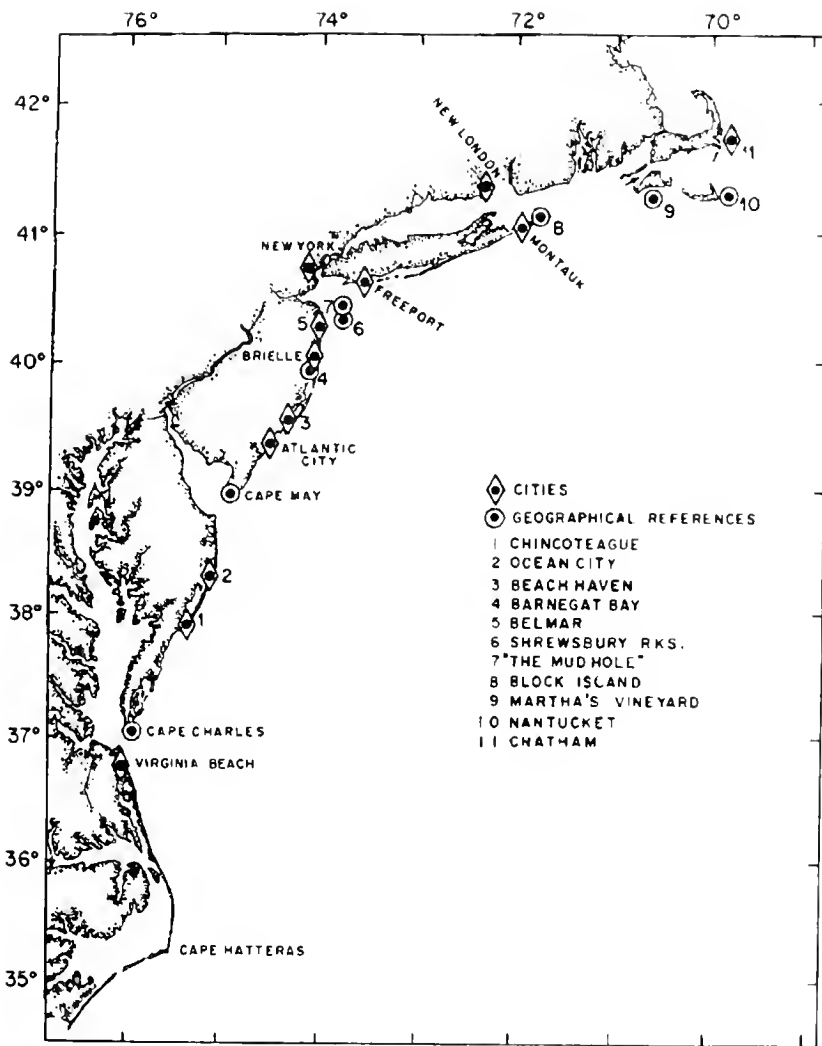 76° 74° 72° 70°
42°
NEW LONDON
11
9
10
41°
8
NEW YORK
MONTAUK
FREEPORT
7
6
5
40°
BRIELLE
4
3
ATLANTIC
CITY
39°
CAPE MAY
CITIES
GEOGRAPHICAL REFERENCES
1 CHINCOTEAGUE
2 OCEAN CITY
3 BEACH HAVEN
4 BARNEGAT BAY
5 BELMAR
6 SHREWSBURY RKS.
7 "THE MUDHOLE"
8 BLOCK ISLAND
9 MARTHA'S VINEYARD
10 NANTUCKET
11 CHATHAM
2
38°
1
37°
CAPE CHARLES
VIRGINIA BEACH
36°
CAPE HATTERAS
35°